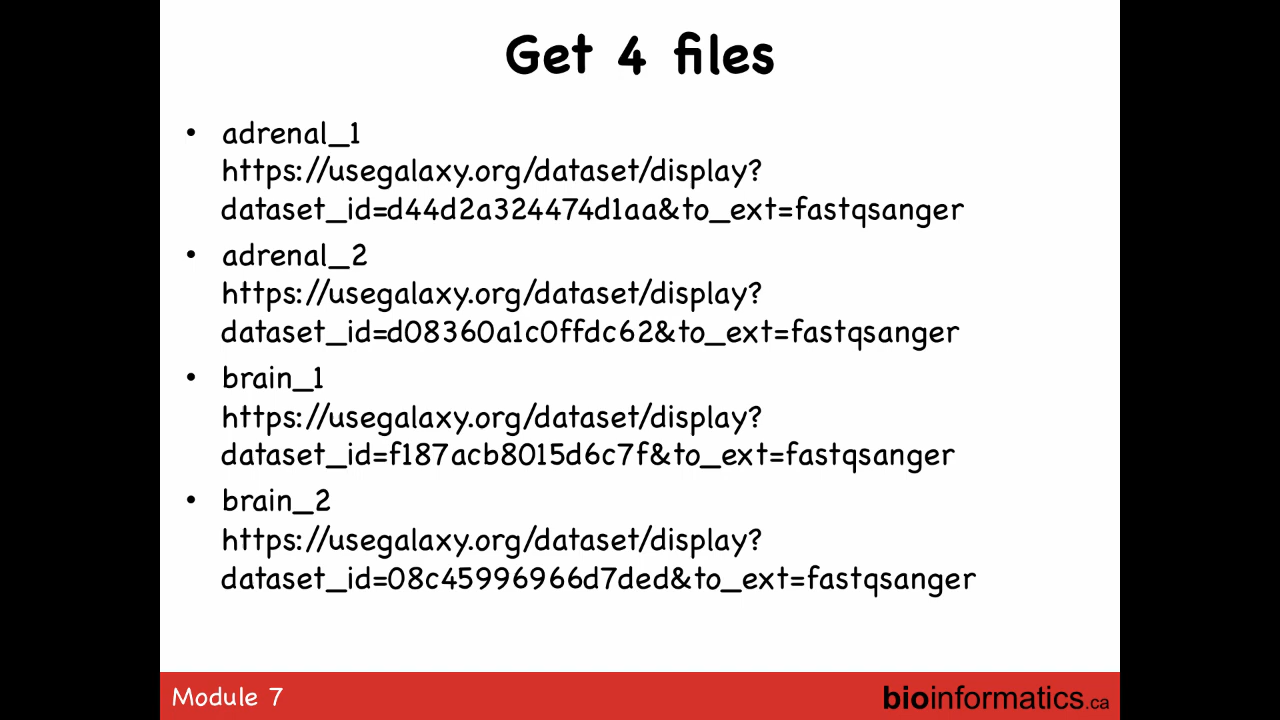 Get 4 files
• adrenal_1
https://usegalaxy.org/dataset/display?
dataset_id=d44d2a324474d1aa&to_ext=fastqsanger
• adrenal_2
https://usegalaxy.org/dataset/display?
dataset_id=d08360a1c0ffdc62&to_ext=fastqsanger
• brain_1
https://usegalaxy.org/dataset/display?
dataset_id=f187acb8015d6c7f&to_ext=fastqsanger
• brain_2
https://usegalaxy.org/dataset/display?
dataset_id=08c45996966d7ded&to_ext=fastqsanger
Module 7
bioinformatics.ca